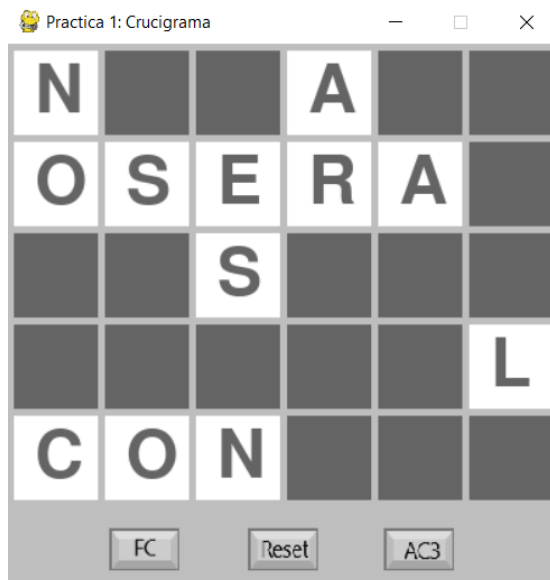 Practica 1: Crucigrama
N A
O S E R A
S
L
C O N
FC Reset AC3